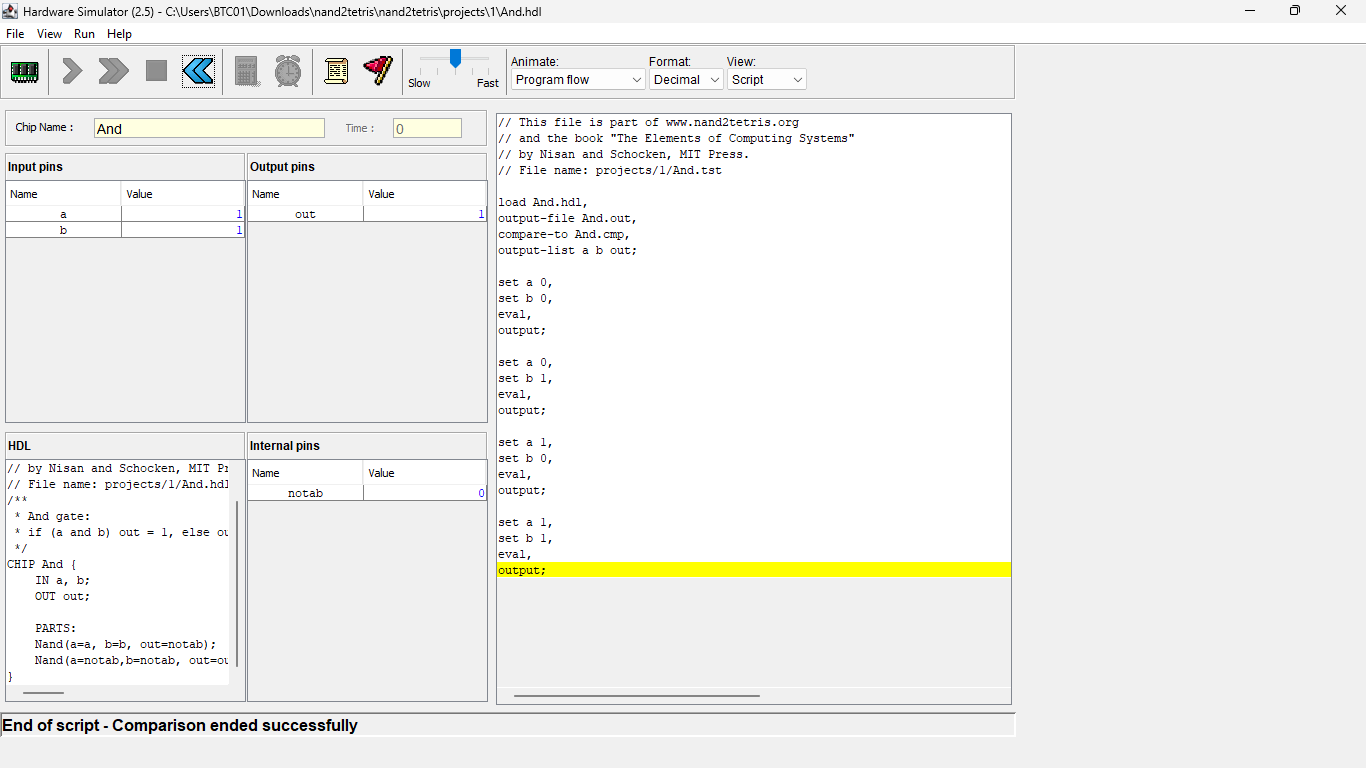 Hardware Simulator (2.5) - C:\Users\BTC01\Downloads\nand2tetris\nand2tetris\projects\1\And.hdl
File View Run Help
Slow Fast
Animate: Format: View:
Program flow Decimal Script
Chip Name : And Time : 0
Input pins
Name Value
a 1
b 1
Output pins
Name Value
out 1
HDL
// by Nisan and Schocken, MIT Pr
// File name: projects/1/And.hdl
/**
* And gate:
* if (a and b) out = 1, else ou
*/
CHIP And {
IN a, b;
OUT out;
PARTS:
Nand(a=a, b=b, out=notab);
Nand(a=notab,b=notab, out=ou
}
Internal pins
Name Value
notab 0
// This file is part of www.nand2tetris.org
// and the book "The Elements of Computing Systems"
// by Nisan and Schocken, MIT Press.
// File name: projects/1/And.tst
load And.hdl,
output-file And.out,
compare-to And.cmp,
output-list a b out;
set a 0,
set b 0,
eval,
output;
set a 0,
set b 1,
eval,
output;
set a 1,
set b 0,
eval,
output;
set a 1,
set b 1,
eval,
output;
End of script - Comparison ended successfully